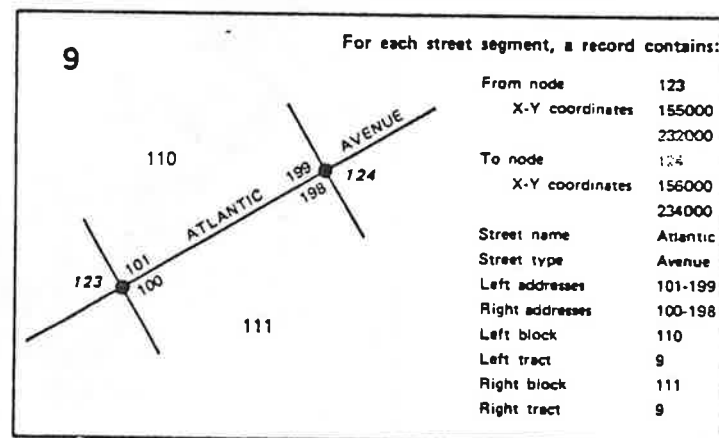 9
110
ATLANTIC AVENUE
199
198
124
123
101
100
111
For each street segment, a record contains:
From node 123
X-Y coordinates 155000
232000
To node 124
X-Y coordinates 156000
234000
Street name Atlantic
Street type Avenue
Left addresses 101-199
Right addresses 100-198
Left block 110
Left tract 9
Right block 111
Right tract 9